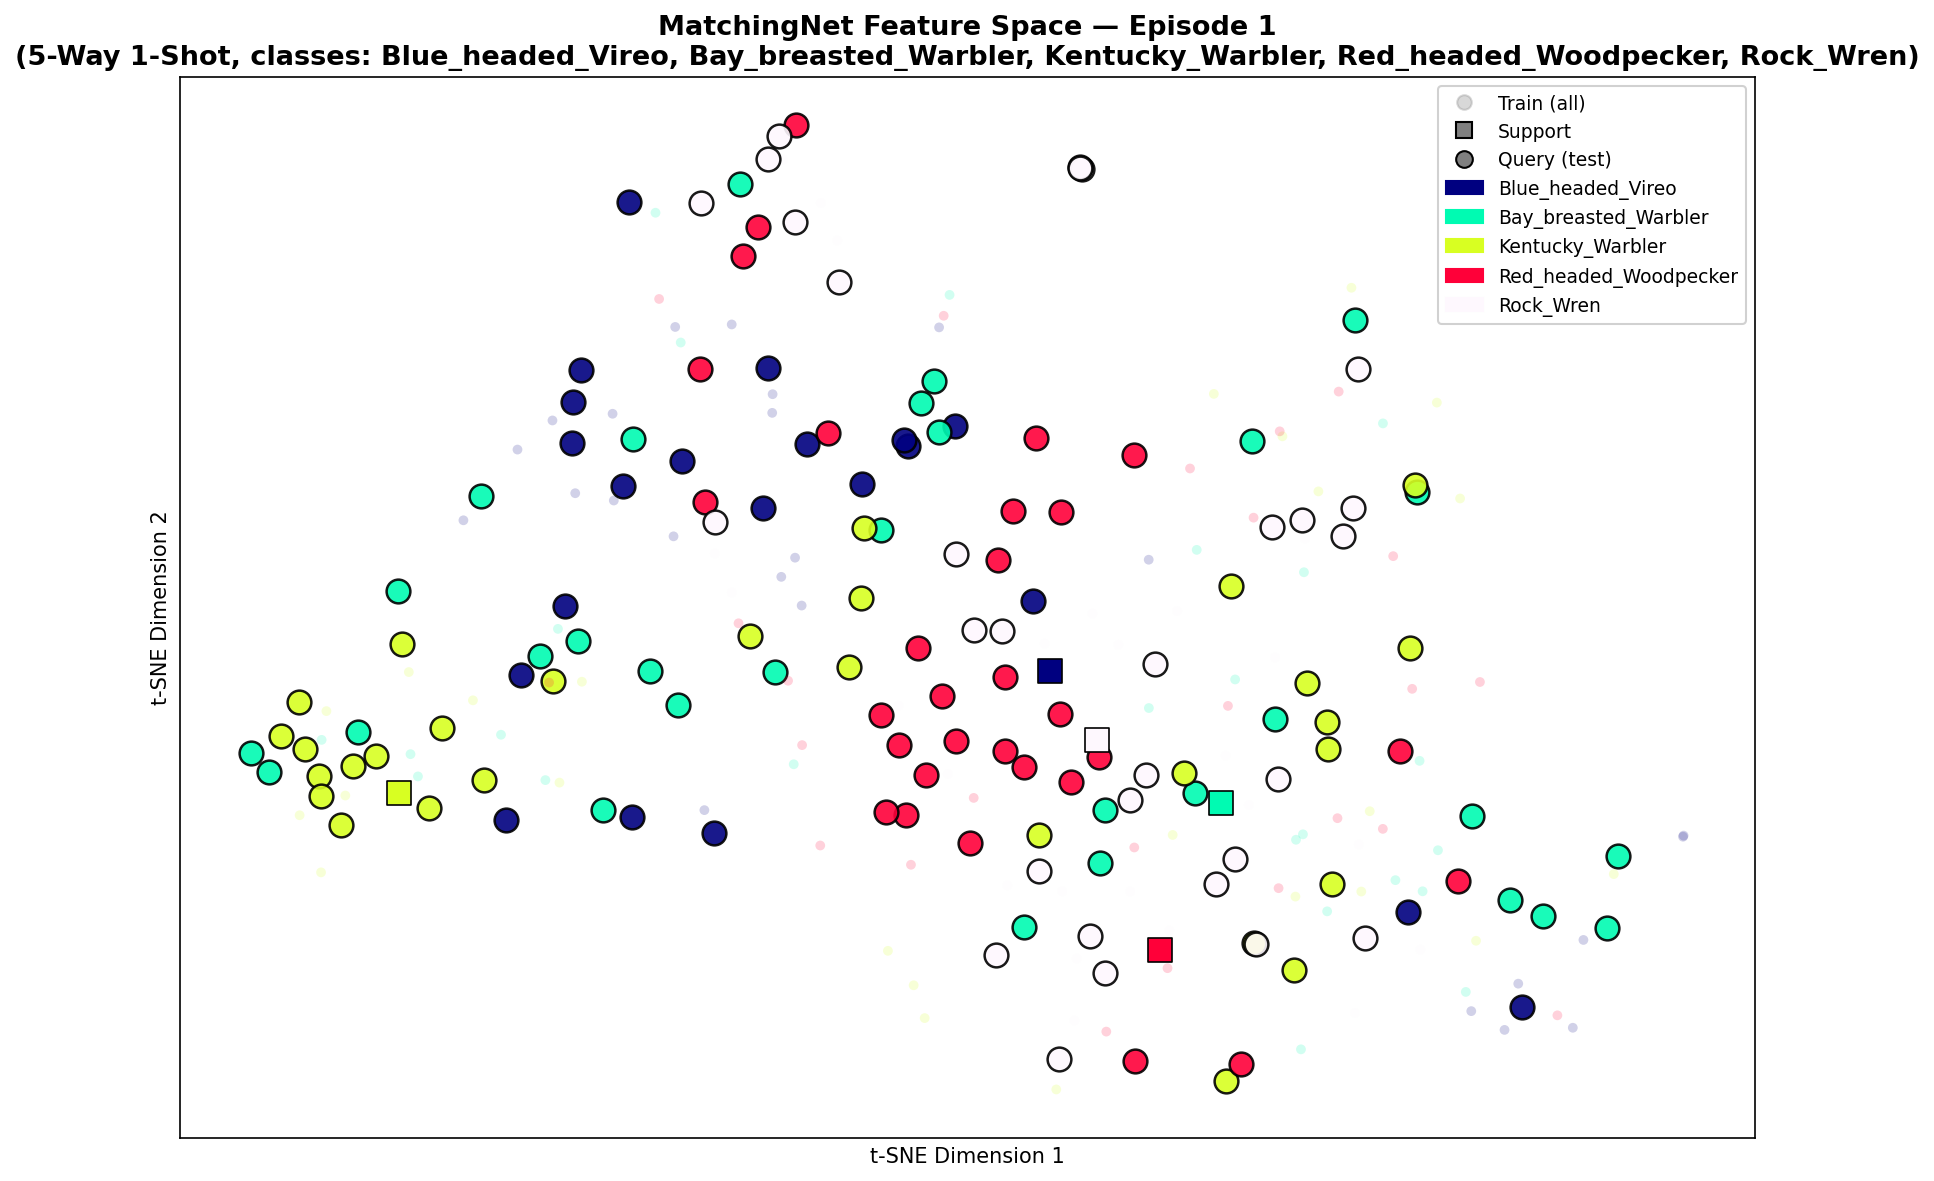 MatchingNet Feature Space — Episode 1
(5-Way 1-Shot, classes: Blue_headed_Vireo, Bay_breasted_Warbler, Kentucky_Warbler, Red_headed_Woodpecker, Rock_Wren)
Train (all)
Support
Query (test)
Blue_headed_Vireo
Bay_breasted_Warbler
Kentucky_Warbler
Red_headed_Woodpecker
Rock_Wren
t-SNE Dimension 2
t-SNE Dimension 1